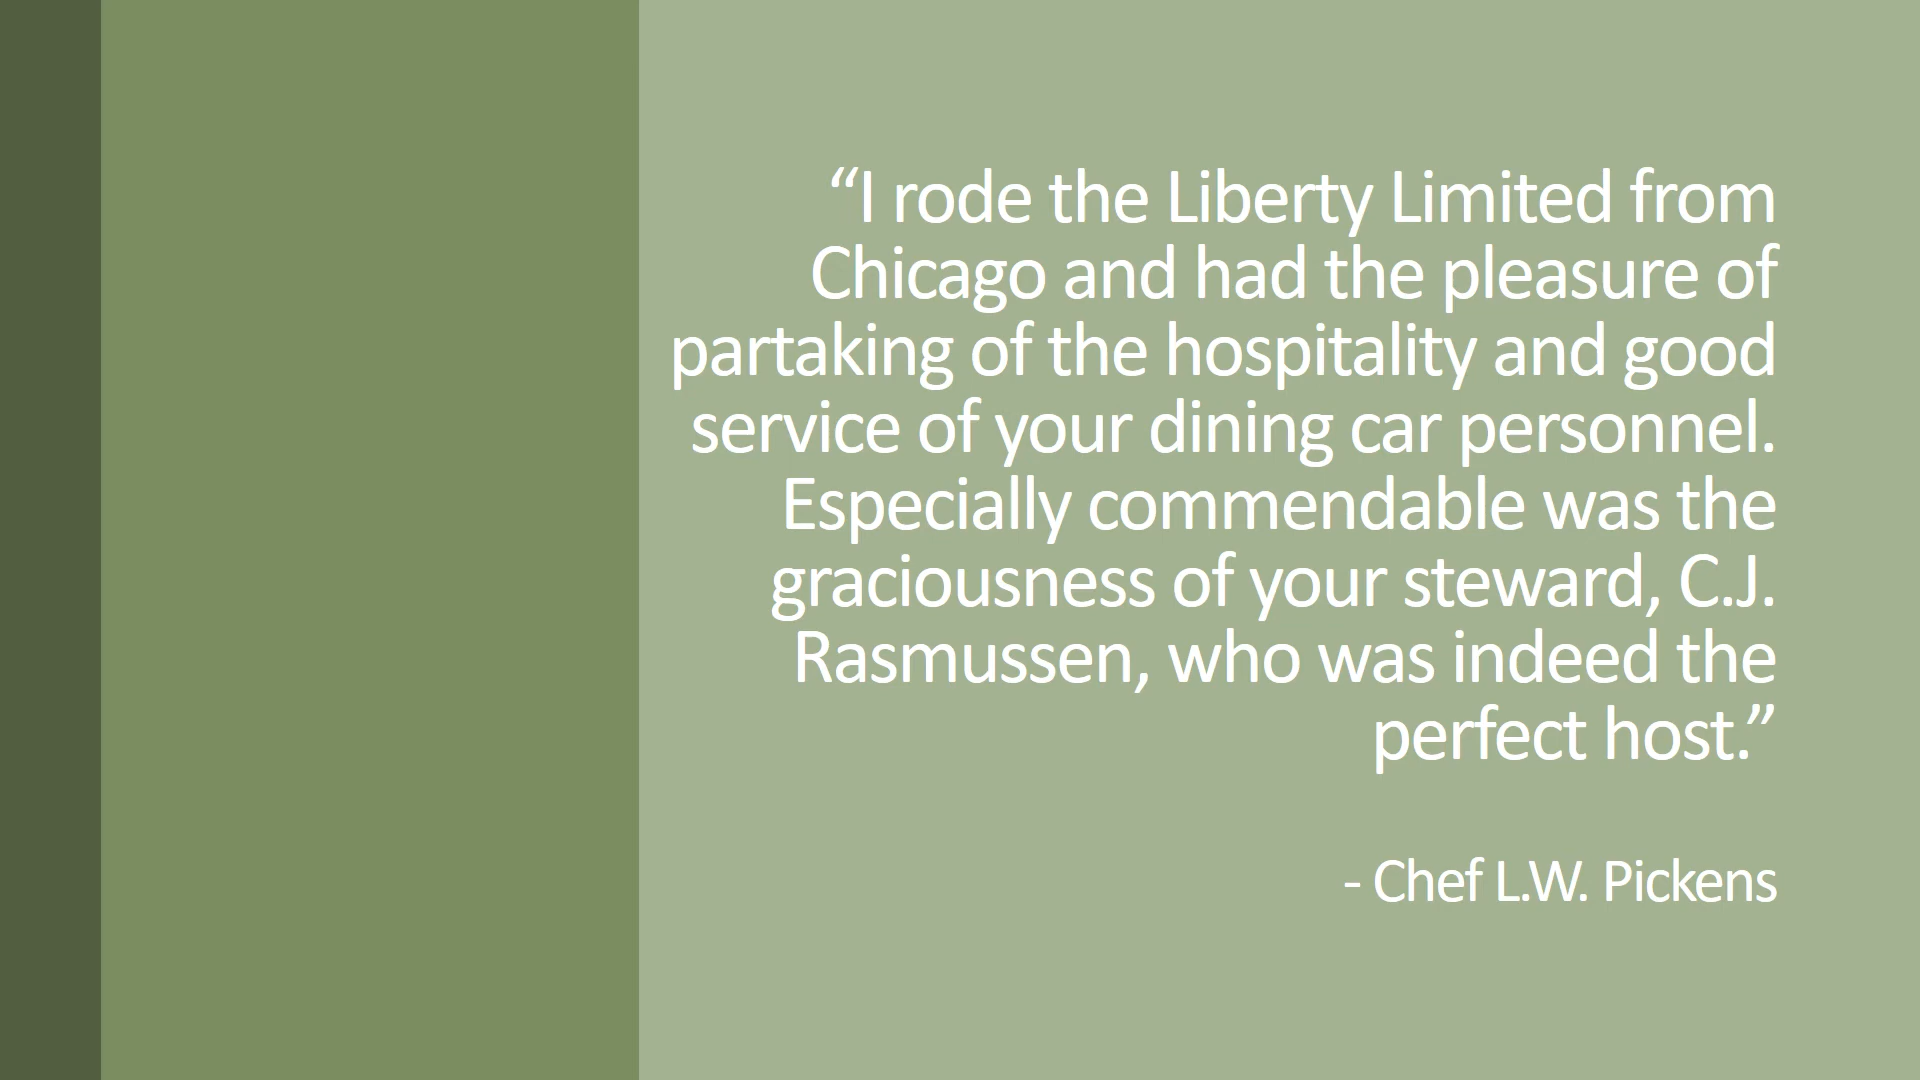 “I rode the Liberty Limited from
Chicago and had the pleasure of
partaking of the hospitality and good
service of your dining car personnel.
Especially commendable was the
graciousness of your steward, C.J.
Rasmussen, who was indeed the
perfect host.”
- Chef L.W. Pickens